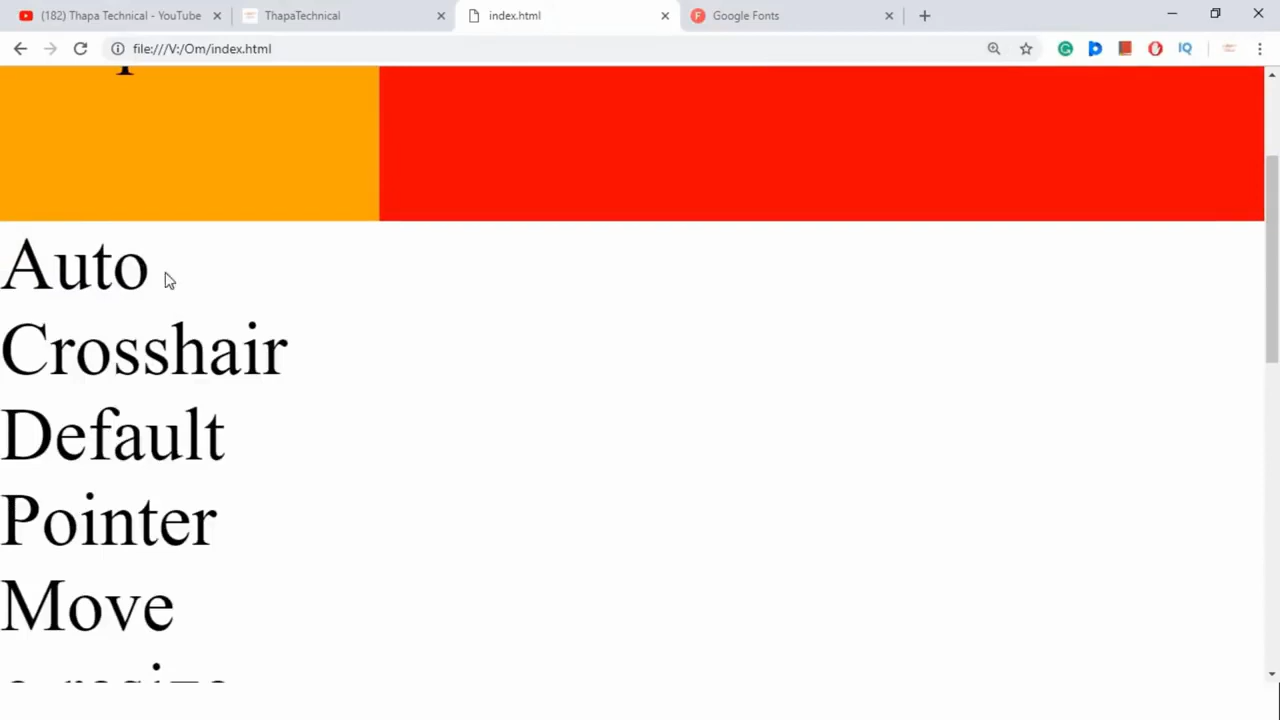 (182) Thapa Technical - YouTube
ThapaTechnical
index.html
Google Fonts
file:///V:/Om/index.html
Auto
Crosshair
Default
Pointer
Move